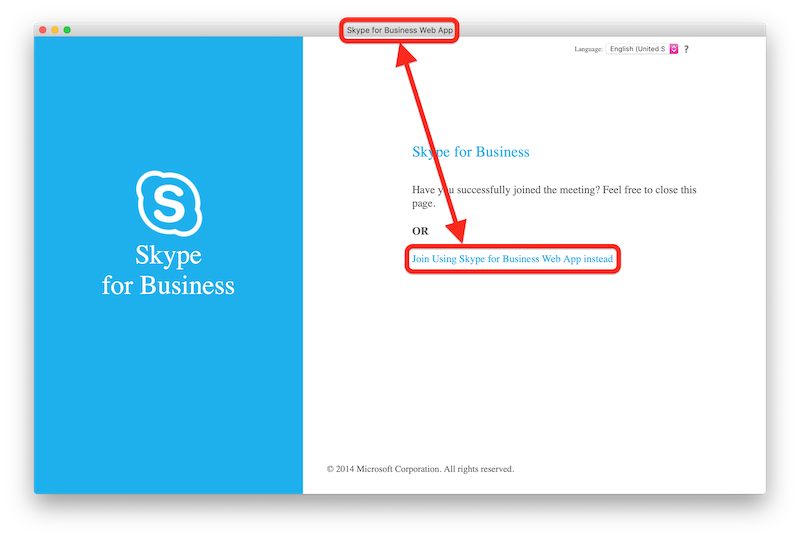 Skype for Business Web App
Language: English (United S ?
Skype for Business
Have you successfully joined the meeting? Feel free to close this
page.
OR
Join Using Skype for Business Web App instead
S
Skype
for Business
© 2014 Microsoft Corporation. All rights reserved.